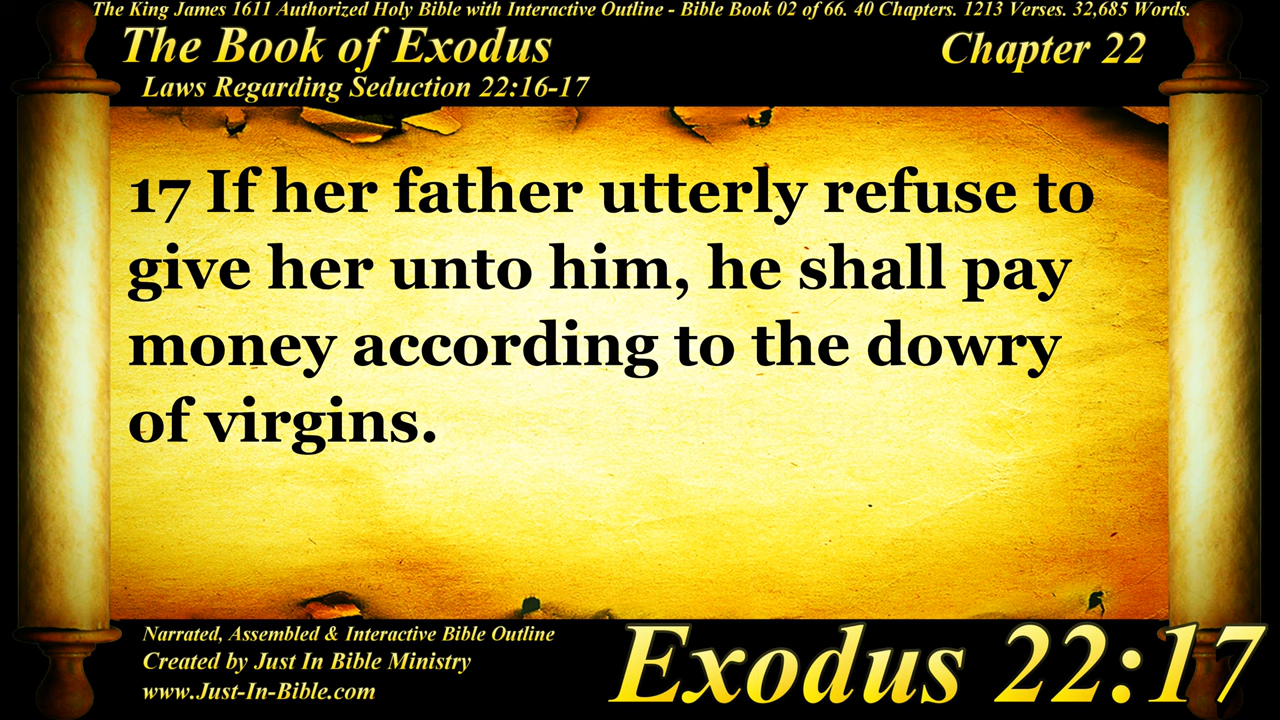 The King James 1611 Authorized Holy Bible with Interactive Outline - Bible Book 02 of 66. 40 Chapters. 1213 Verses. 32,685 Words.
The Book of Exodus
Chapter 22
Laws Regarding Seduction 22:16-17
17 If her father utterly refuse to
give her unto him, he shall pay
money according to the dowry
of virgins.
Narrated, Assembled & Interactive Bible Outline
Created by Just In Bible Ministry
www.Just-In-Bible.com
Exodus 22:17